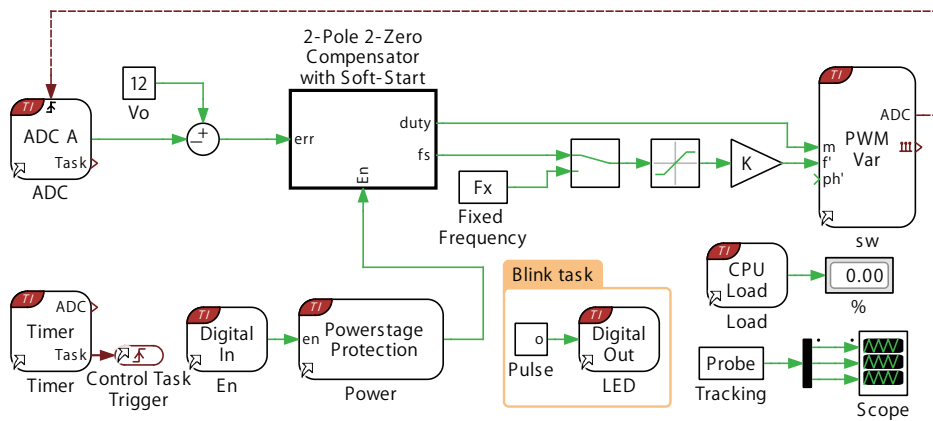 2-Pole 2-Zero
Compensator
with Soft-Start
TI
ADC A
Task
ADC
12
Vo
+
−
err
duty
fs
En
Fx
Fixed
Frequency
K
TI
ADC
PWM
Var
m
f'
ph'
sw
TI
ADC
Timer
Task
Timer
Control Task
Trigger
TI
Digital
In
En
TI
en
Powerstage
Protection
Power
Blink task
o
Pulse
TI
Digital
Out
LED
TI
CPU
Load
Load
0.00
%
Probe
Tracking
Scope